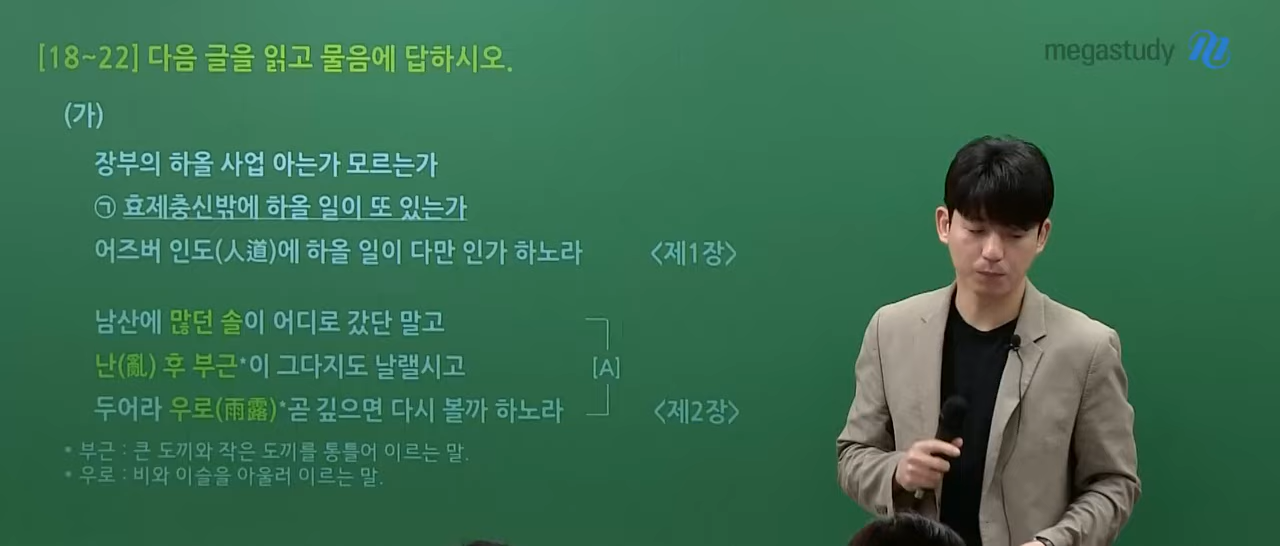 [18~22] 다음 글을 읽고 물음에 답하시오.
megastudy
(가)
장부의 하올 사업 아는가 모르는가
㉠ 효제충신밖에 하올 일이 또 있는가
어즈버 인도(人道)에 하올 일이 다만 인가 하노라 〈제1장〉
남산에 많던 솔이 어디로 갔단 말고
난(亂) 후 부근*이 그다지도 날랠시고
[A]
두어라 우로(雨露)*곧 깊으면 다시 볼까 하노라 〈제2장〉
* 부근 : 큰 도끼와 작은 도끼를 통틀어 이르는 말.
* 우로 : 비와 이슬을 아울러 이르는 말.